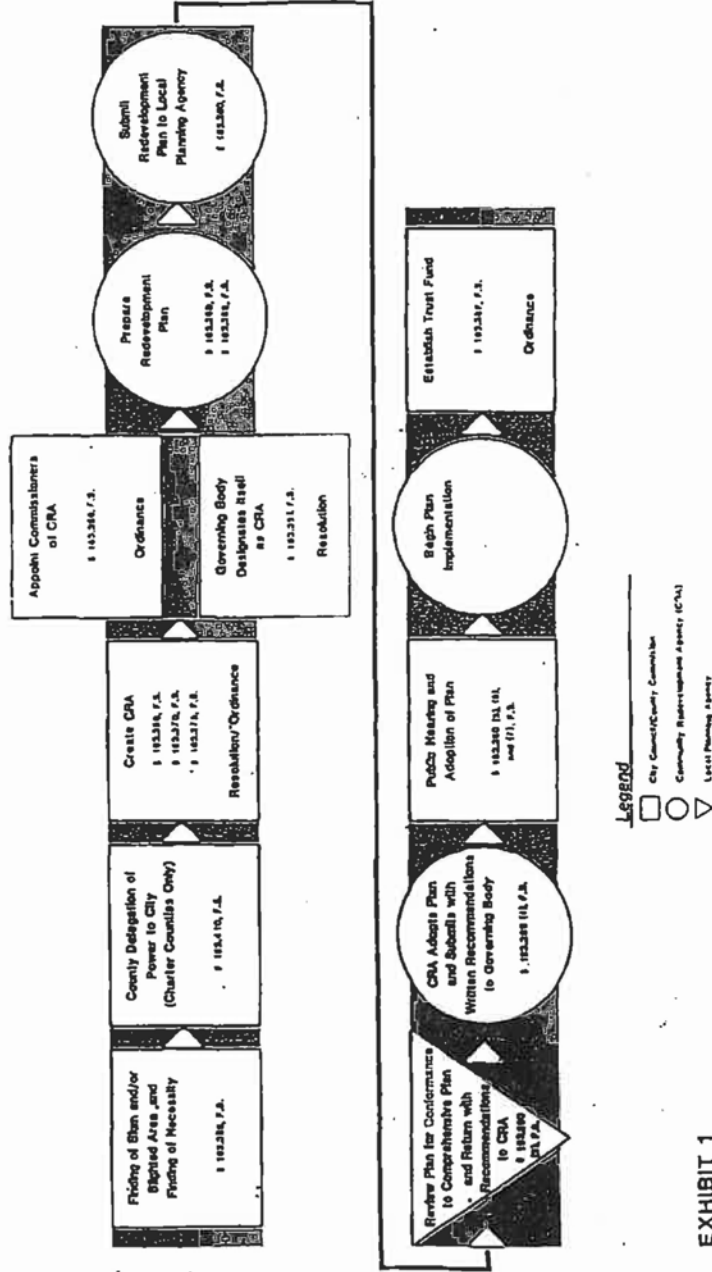 Finding of Slum and/or
Blighted Area and
Finding of Necessity
County Delegation of
Power to City
(Charter Counties Only)
§ 163.410, F.S.
Create CRA
Resolution/Ordinance
Appoint Commissioners
of CRA
§ 163.356, F.S.
Ordinance
Governing Body
Designates Itself
as CRA
§ 163.357, F.S.
Resolution
Prepare
Redevelopment
Plan
Submit
Redevelopment
Plan to Local
Planning Agency
§ 163.360, F.S.
Review Plan for Conformance
to Comprehensive Plan
and Return with
Recommendations
to CRA
CRA Adopts Plan
and Submits with
Written Recommendations
to Governing Body
Public Hearing and
Adoption of Plan
Begin Plan
Implementation
Establish Trust Fund
§ 163.387, F.S.
Ordinance
Legend
City Council/County Commission
Community Redevelopment Agency (CRA)
Local Planning Agency
EXHIBIT 1